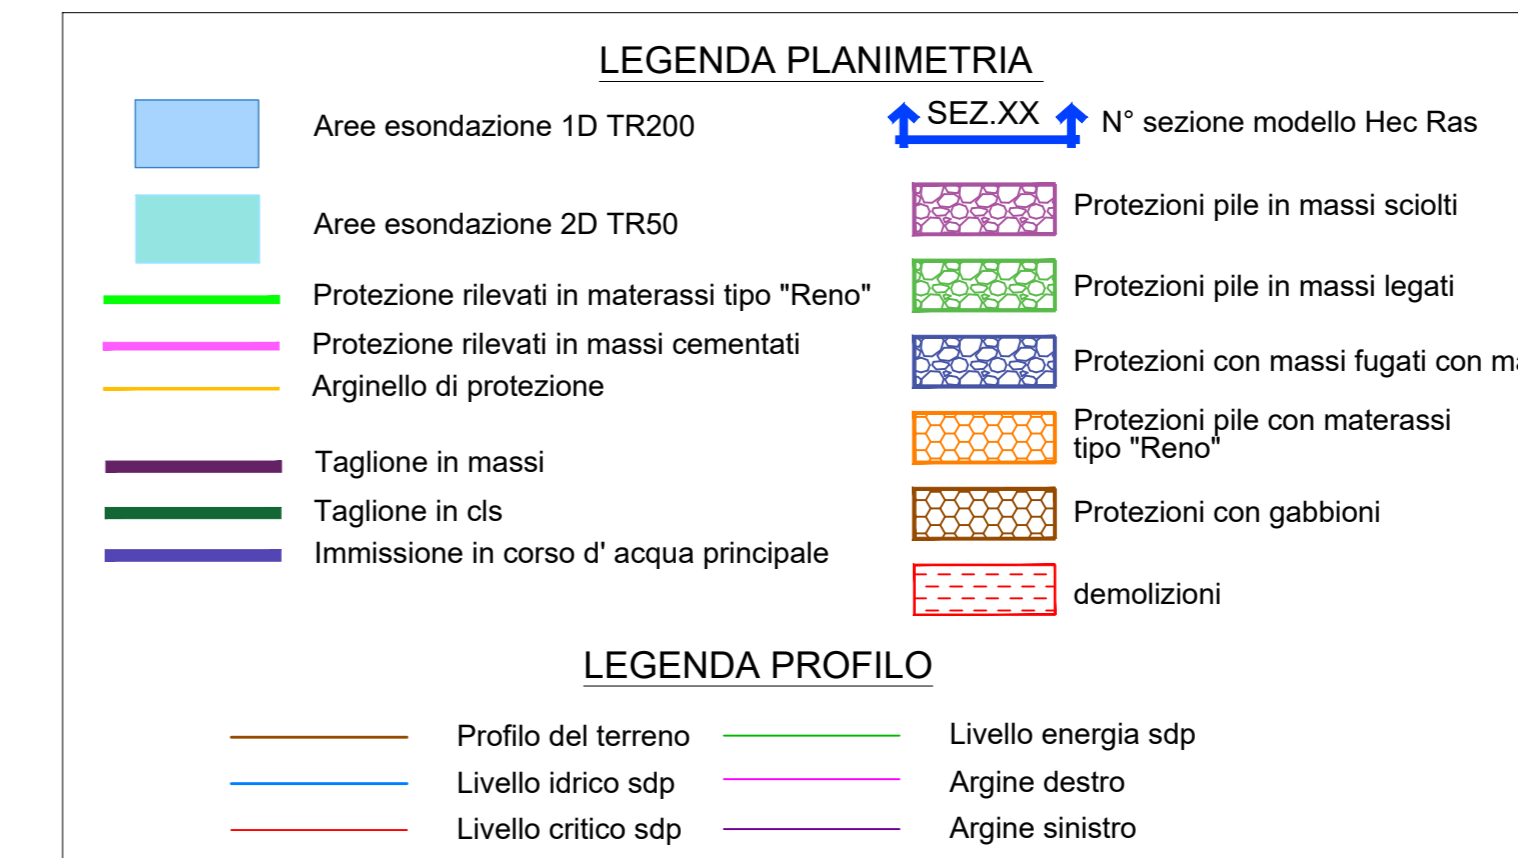 LEGENDA PLANIMETRIA
Aree esondazione 1D TR200
Aree esondazione 2D TR50
Protezione rilevati in materassi tipo "Reno"
Protezione rilevati in massi cementati
Arginello di protezione
Taglione in massi
Taglione in cls
Immissione in corso d' acqua principale
SEZ.XX
N° sezione modello Hec Ras
Protezioni pile in massi sciolti
Protezioni pile in massi legati
Protezioni con massi fugati con
Protezioni pile con materassi
tipo "Reno"
Protezioni con gabbioni
demolizioni
LEGENDA PROFILO
Profilo del terreno
Livello idrico sdp
Livello critico sdp
Livello energia sdp
Argine destro
Argine sinistro